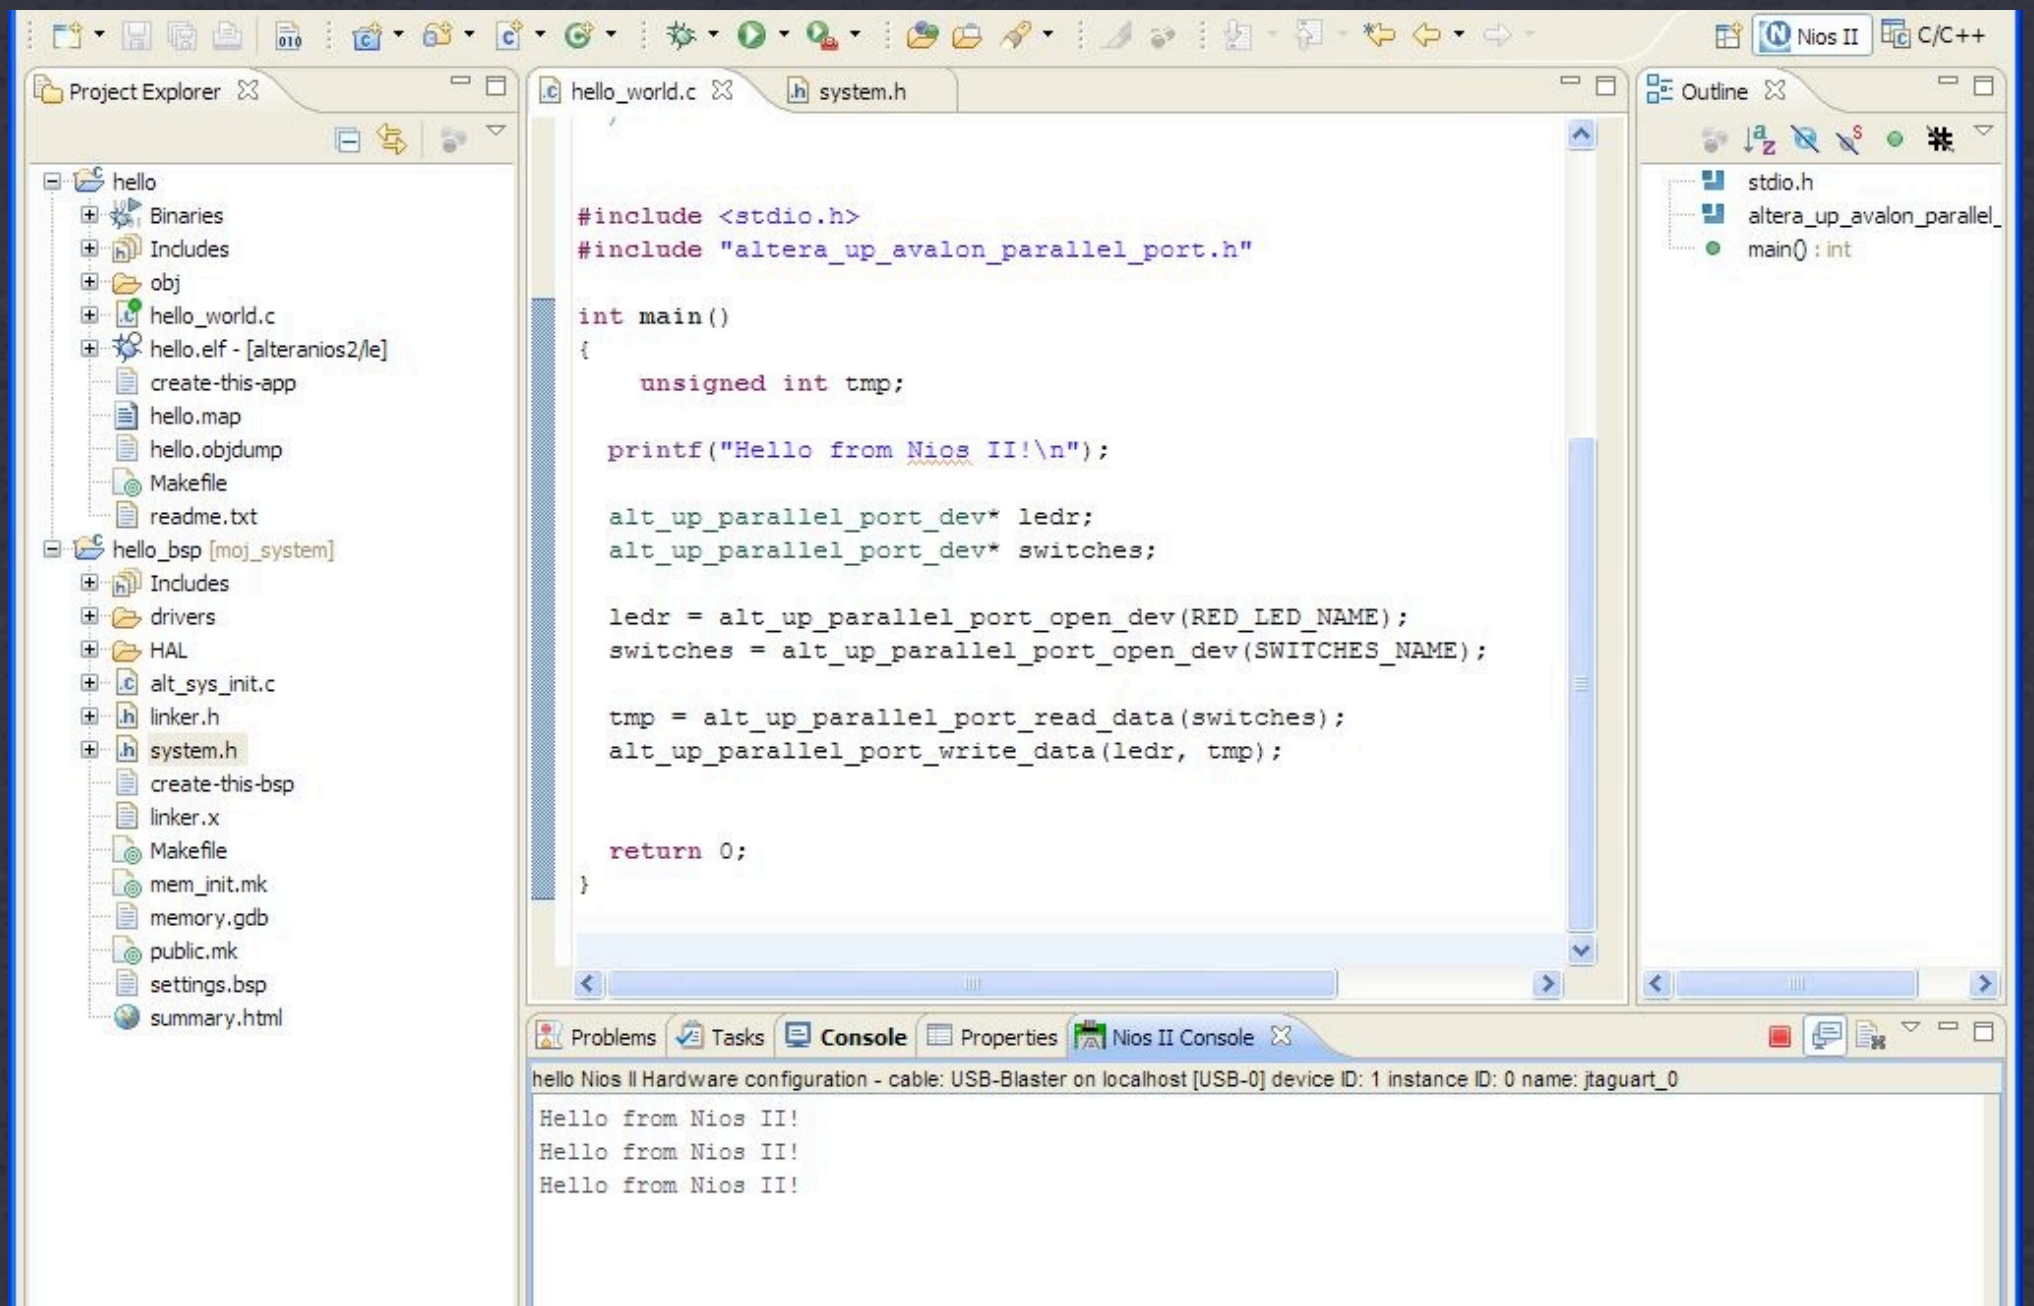 Nios II
C/C++
Project Explorer
hello
Binaries
Includes
obj
hello_world.c
hello.elf - [alteranios2/le]
create-this-app
hello.map
hello.objdump
Makefile
readme.txt
hello_bsp [moj_system]
Includes
drivers
HAL
alt_sys_init.c
linker.h
system.h
create-this-bsp
linker.x
Makefile
mem_init.mk
memory.gdb
public.mk
settings.bsp
summary.html
hello_world.c
system.h
#include <stdio.h>
#include "altera_up_avalon_parallel_port.h"
int main()
{
unsigned int tmp;
printf("Hello from Nios II!\n");
alt_up_parallel_port_dev* ledr;
alt_up_parallel_port_dev* switches;
ledr = alt_up_parallel_port_open_dev(RED_LED_NAME);
switches = alt_up_parallel_port_open_dev(SWITCHES_NAME);
tmp = alt_up_parallel_port_read_data(switches);
alt_up_parallel_port_write_data(ledr, tmp);
return 0;
}
Outline
stdio.h
altera_up_avalon_parallel_
main() : int
Problems
Tasks
Console
Properties
Nios II Console
hello Nios II Hardware configuration - cable: USB-Blaster on localhost [USB-0] device ID: 1 instance ID: 0 name: jtaguart_0
Hello from Nios II!
Hello from Nios II!
Hello from Nios II!